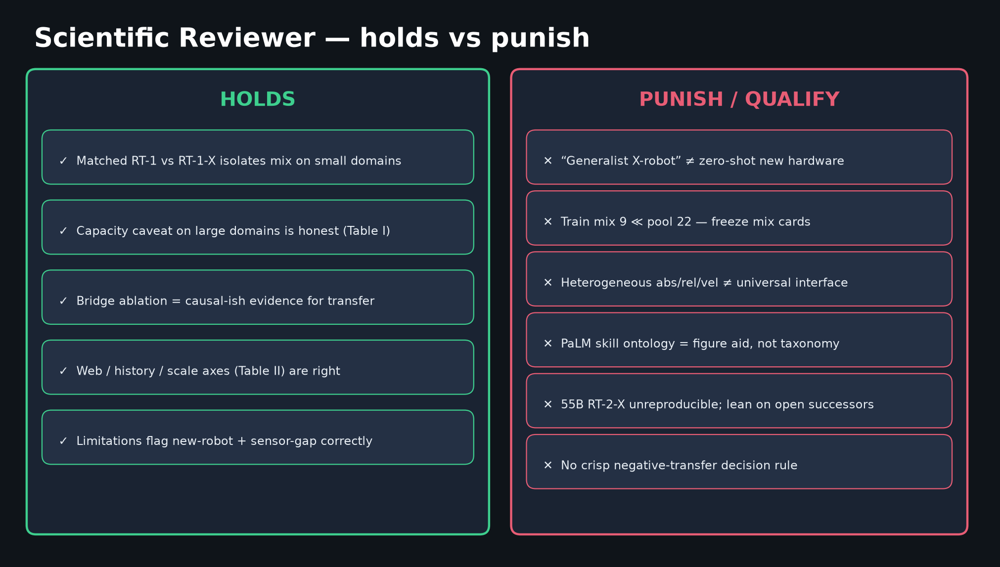 Scientific Reviewer — holds vs punish
HOLDS
✓ Matched RT-1 vs RT-1-X isolates mix on small domains
✓ Capacity caveat on large domains is honest (Table I)
✓ Bridge ablation = causal-ish evidence for transfer
✓ Web / history / scale axes (Table II) are right
✓ Limitations flag new-robot + sensor-gap correctly
PUNISH / QUALIFY
✕ “Generalist X-robot” ≠ zero-shot new hardware
✕ Train mix 9 ≪ pool 22 — freeze mix cards
✕ Heterogeneous abs/rel/vel ≠ universal interface
✕ PaLM skill ontology = figure aid, not taxonomy
✕ 55B RT-2-X unreproducible; lean on open successors
✕ No crisp negative-transfer decision rule